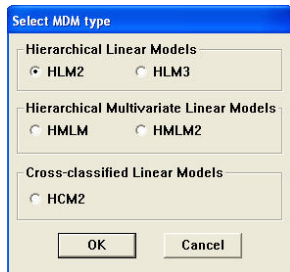 Select MDM type
Hierarchical Linear Models
HLM2 HLM3
Hierarchical Multivariate Linear Models
HMLM HMLM2
Cross-classified Linear Models
HCM2
OK Cancel